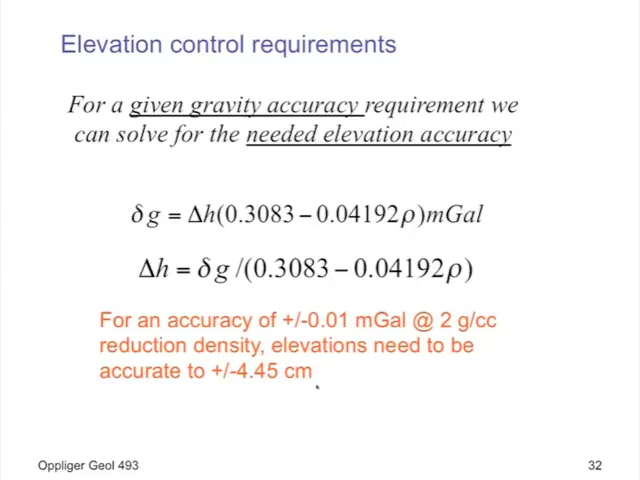 Elevation control requirements
For a given gravity accuracy requirement we
can solve for the needed elevation accuracy
δ g = Δh(0.3083 − 0.04192ρ)mGal
Δh = δ g /(0.3083 − 0.04192ρ)
For an accuracy of +/-0.01 mGal @ 2 g/cc
reduction density, elevations need to be
accurate to +/-4.45 cm
Oppliger Geol 493
32